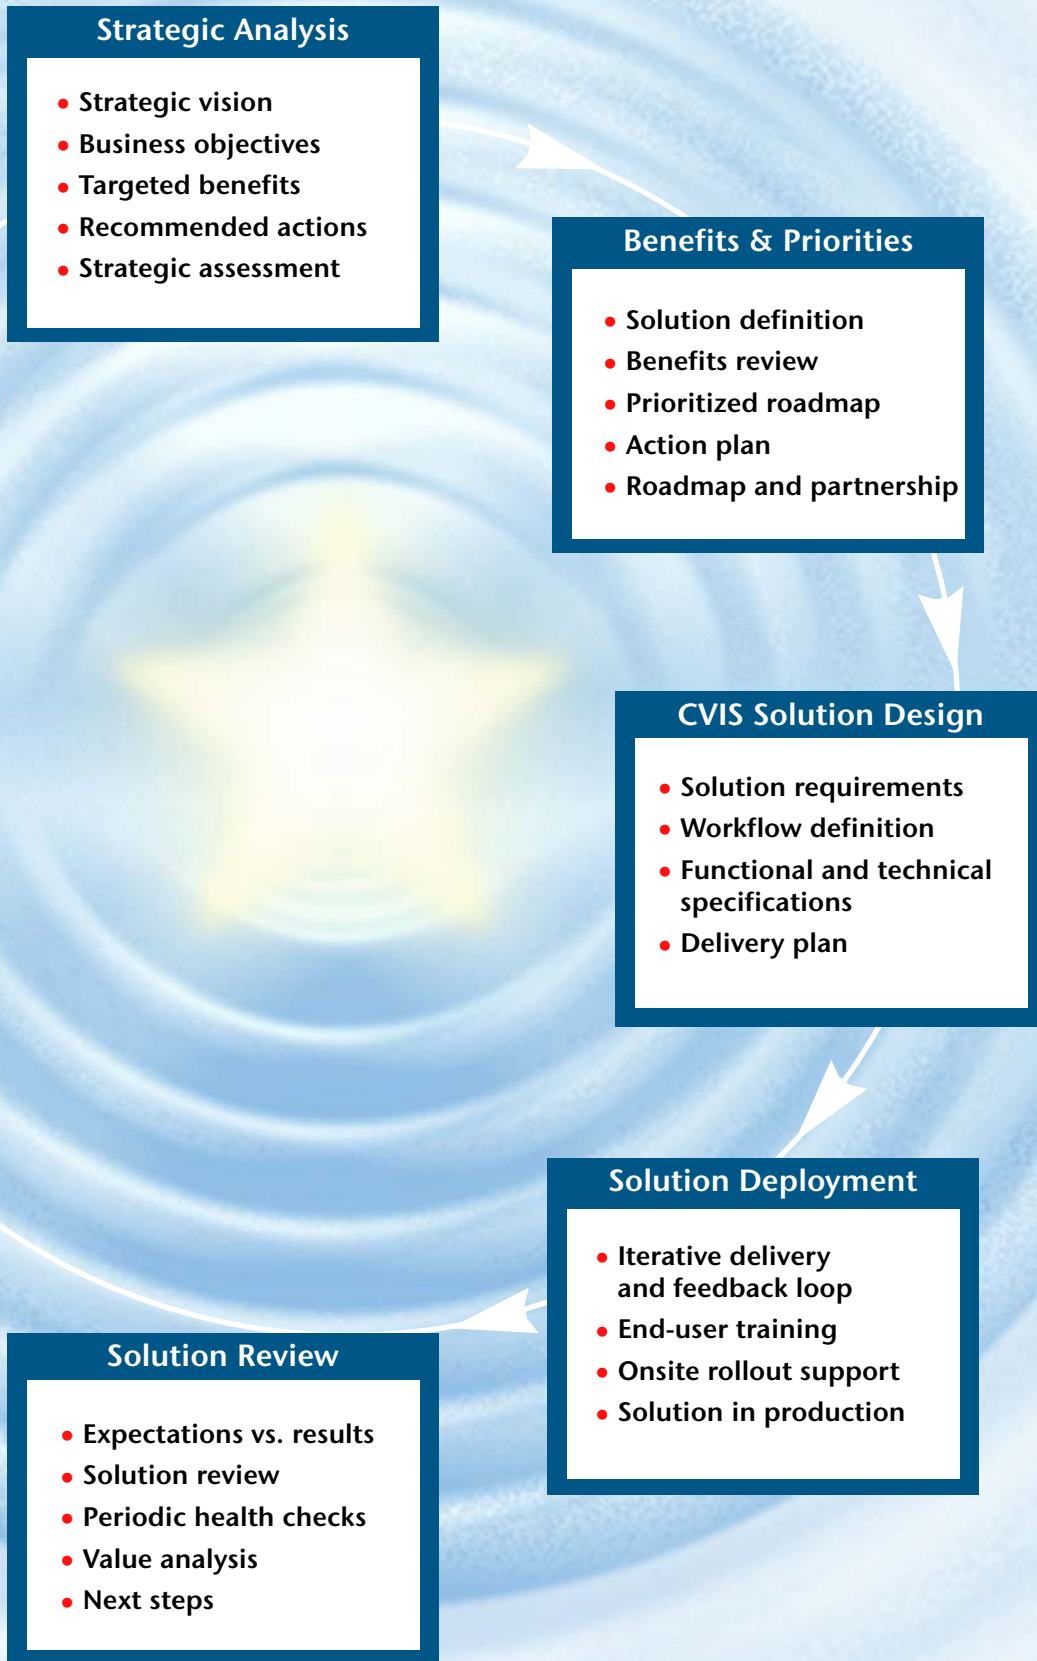 Strategic Analysis
• Strategic vision
• Business objectives
• Targeted benefits
• Recommended actions
• Strategic assessment
Benefits & Priorities
• Solution definition
• Benefits review
• Prioritized roadmap
• Action plan
• Roadmap and partnership
CVIS Solution Design
• Solution requirements
• Workflow definition
• Functional and technical
specifications
• Delivery plan
Solution Deployment
• Iterative delivery
and feedback loop
• End-user training
• Onsite rollout support
• Solution in production
Solution Review
• Expectations vs. results
• Solution review
• Periodic health checks
• Value analysis
• Next steps